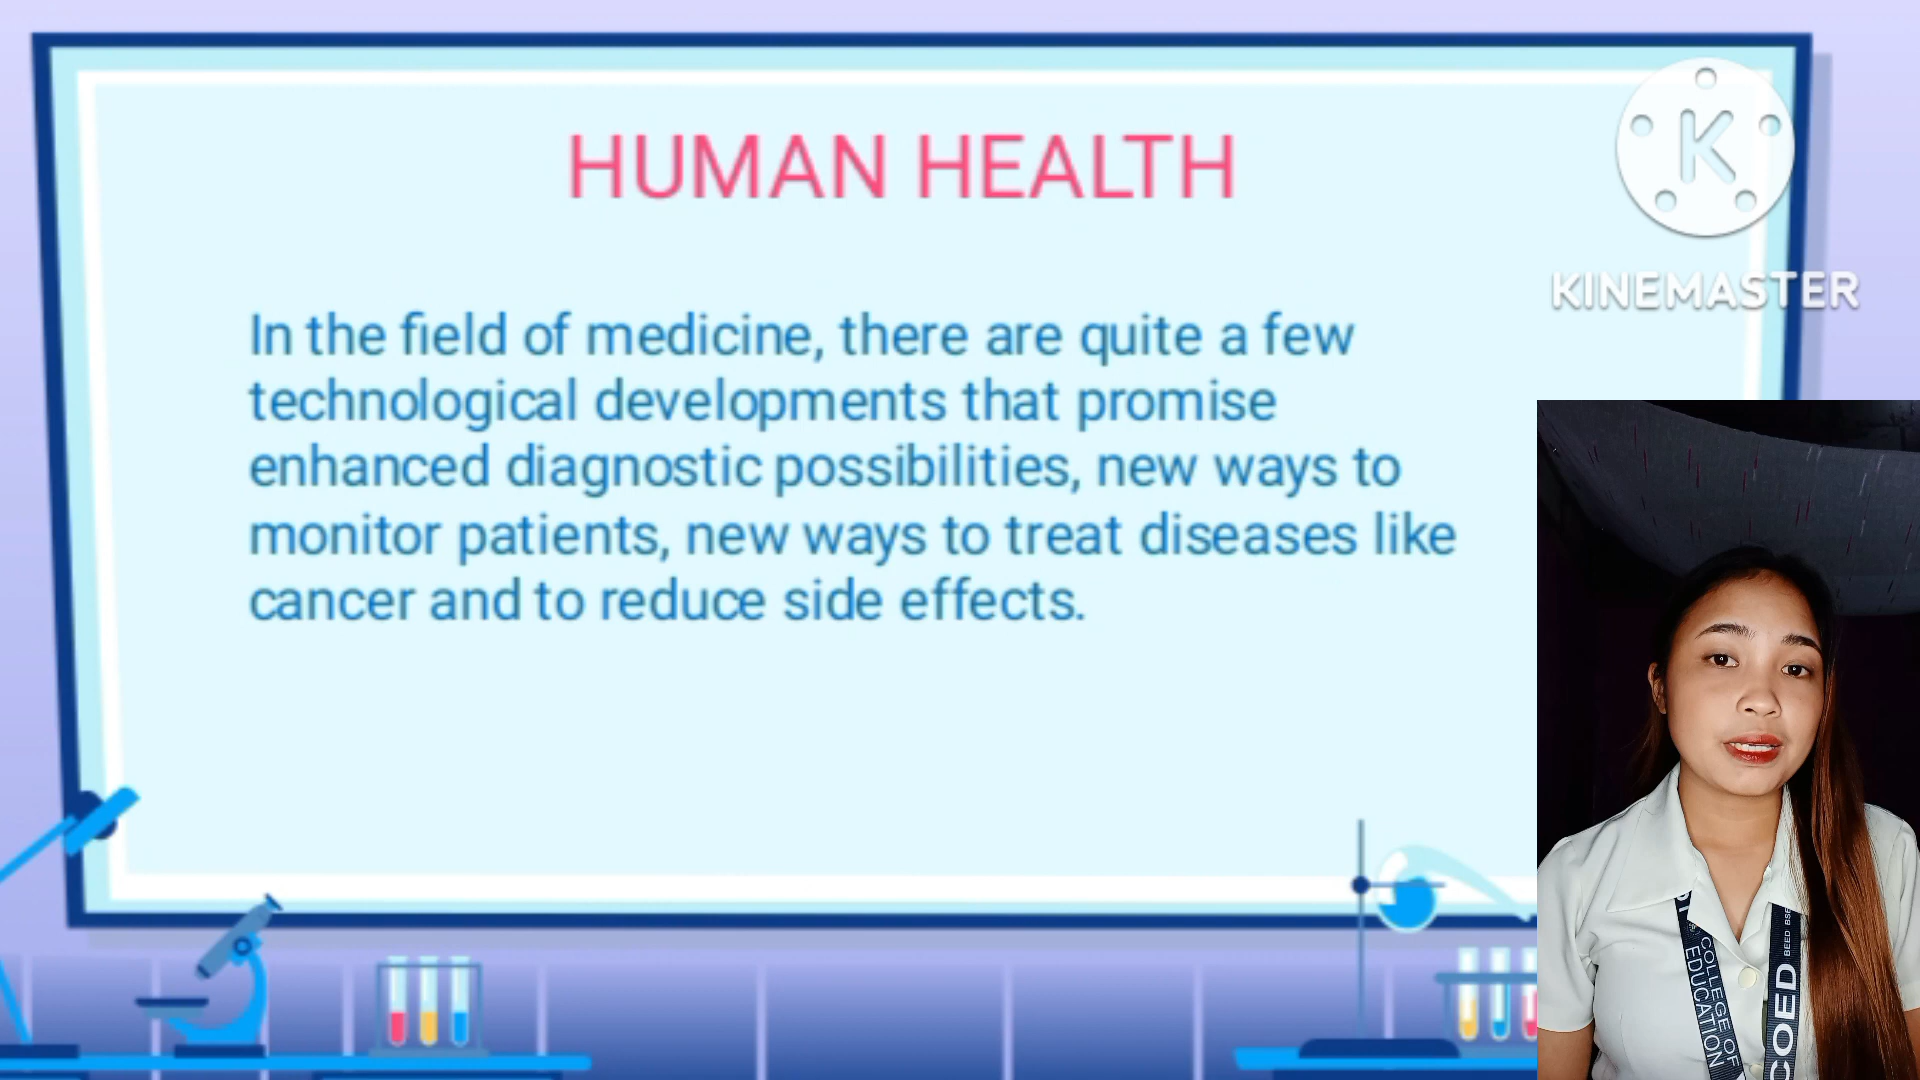 HUMAN HEALTH
In the field of medicine, there are quite a few
technological developments that promise
enhanced diagnostic possibilities, new ways to
monitor patients, new ways to treat diseases like
cancer and to reduce side effects.
K
KINEMASTER
COLLEGE OF
EDUCATION
COED
BEED BSE